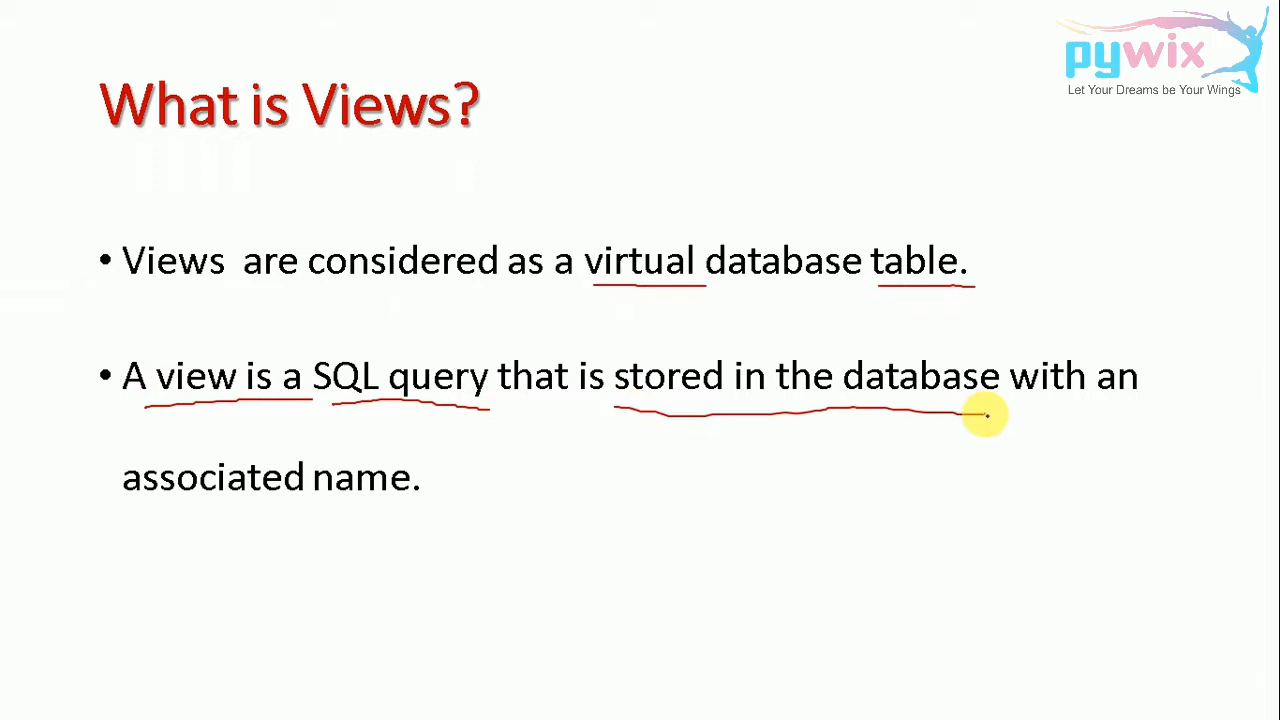 pywix
Let Your Dreams be Your Wings
What is Views?
• Views are considered as a virtual database table.
• A view is a SQL query that is stored in the database with an
associated name.